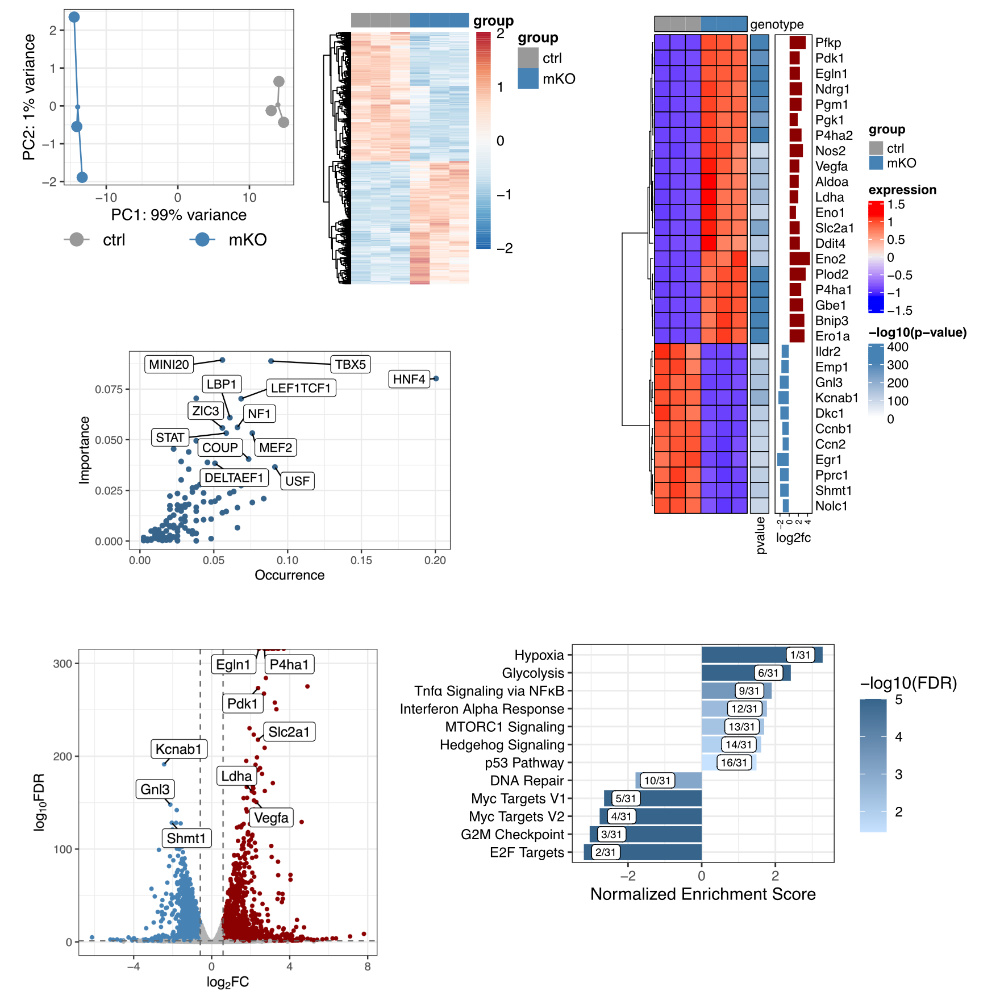 PC2: 1% variance
2
1
0
−1
−2
−10
0
10
PC1: 99% variance
ctrl
mKO
group
2
1
0
−1
−2
group
ctrl
mKO
genotype
Pfkp
Pdk1
Egln1
Ndrg1
Pgm1
Pgk1
P4ha2
Nos2
Vegfa
Aldoa
Ldha
Eno1
Slc2a1
Ddit4
Eno2
Plod2
P4ha1
Gbe1
Bnip3
Ero1a
Ildr2
Emp1
Gnl3
Kcnab1
Dkc1
Ccnb1
Ccn2
Egr1
Pprc1
Shmt1
Nolc1
pvalue
−2
0
2
4
log2fc
group
ctrl
mKO
expression
1.5
1
0.5
0
−0.5
−1
−1.5
−log10(p−value)
400
300
200
100
0
Importance
0.075
0.050
0.025
0.000
MINI20
TBX5
HNF4
LBP1
LEF1TCF1
ZIC3
NF1
STAT
COUP
MEF2
DELTAEF1
USF
0.00
0.05
0.10
0.15
0.20
Occurrence
log10FDR
300
200
100
0
Egln1
P4ha1
Pdk1
Slc2a1
Kcnab1
Ldha
Gnl3
Vegfa
Shmt1
−4
0
4
8
log2FC
Hypoxia 1/31
Glycolysis 6/31
Tnfα Signaling via NFκB 9/31
Interferon Alpha Response 12/31
MTORC1 Signaling 13/31
Hedgehog Signaling 14/31
p53 Pathway 16/31
DNA Repair 10/31
Myc Targets V1 5/31
Myc Targets V2 4/31
G2M Checkpoint 3/31
E2F Targets 2/31
−2
0
2
Normalized Enrichment Score
−log10(FDR)
5
4
3
2